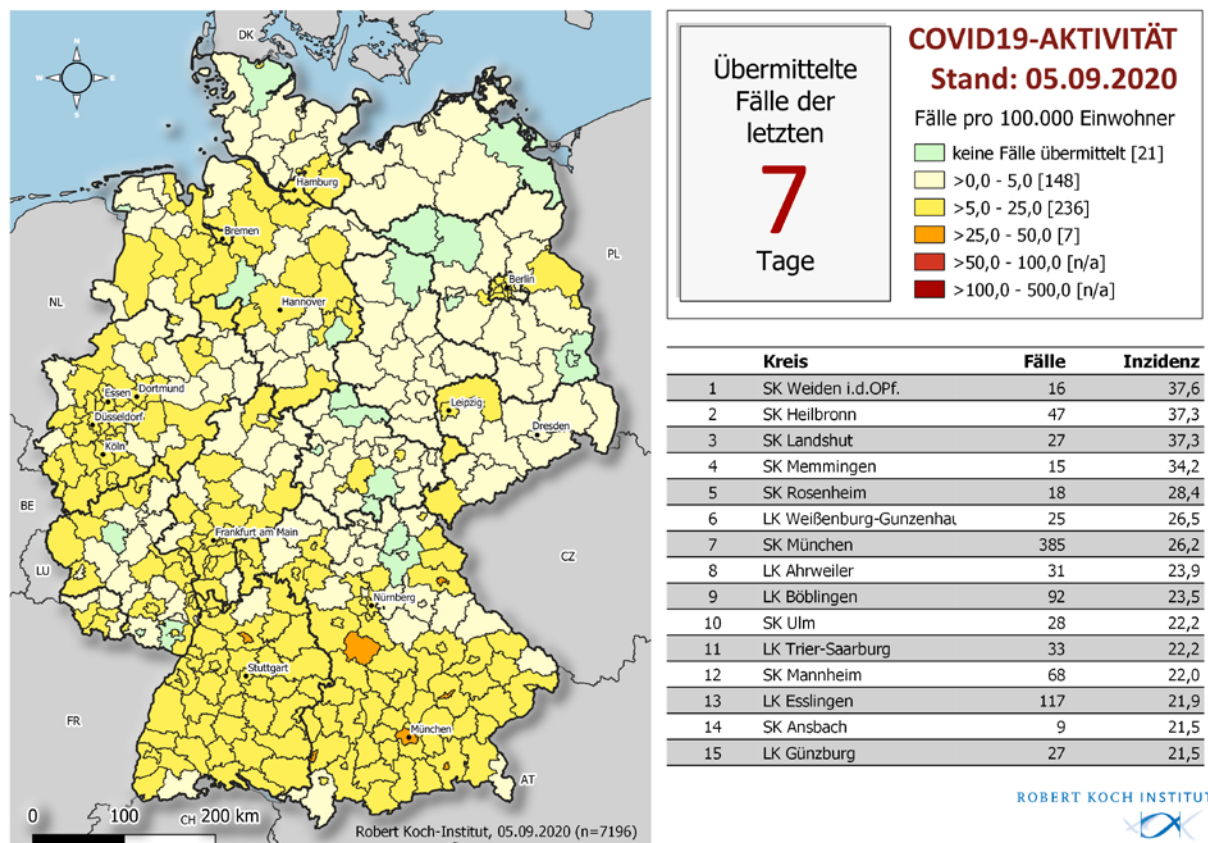 DK
N
W
E
S
Hamburg
Bremen
PL
Berlin
NL
Hannover
Essen
Dortmund
Düsseldorf
Leipzig
Dresden
Köln
BE
Frankfurt am Main
CZ
LU
Nürnberg
Stuttgart
FR
München
AT
0 100 200 km
CH
Robert Koch-Institut, 05.09.2020 (n=7196)
Übermittelte
Fälle der
letzten
7
Tage
COVID19-AKTIVITÄT
Stand: 05.09.2020
Fälle pro 100.000 Einwohner
keine Fälle übermittelt [21]
>0,0 - 5,0 [148]
>5,0 - 25,0 [236]
>25,0 - 50,0 [7]
>50,0 - 100,0 [n/a]
>100,0 - 500,0 [n/a]
Kreis Fälle Inzidenz
1 SK Weiden i.d.OPf. 16 37,6
2 SK Heilbronn 47 37,3
3 SK Landshut 27 37,3
4 SK Memmingen 15 34,2
5 SK Rosenheim 18 28,4
6 LK Weißenburg-Gunzenhau 25 26,5
7 SK München 385 26,2
8 LK Ahrweiler 31 23,9
9 LK Böblingen 92 23,5
10 SK Ulm 28 22,2
11 LK Trier-Saarburg 33 22,2
12 SK Mannheim 68 22,0
13 LK Esslingen 117 21,9
14 SK Ansbach 9 21,5
15 LK Günzburg 27 21,5
ROBERT KOCH INSTITUT